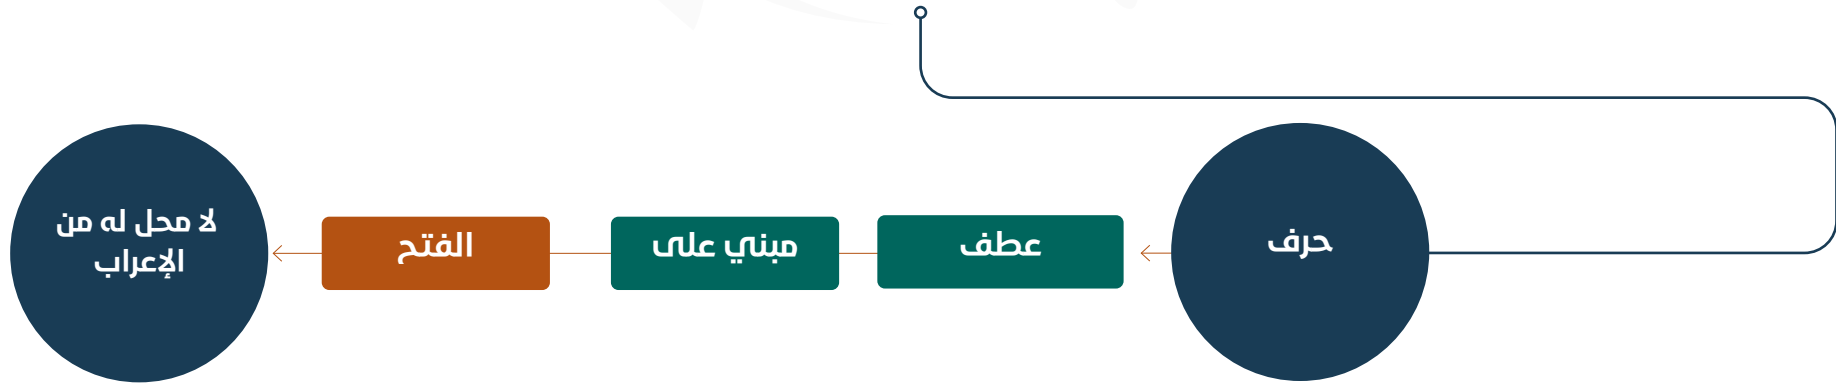 حرف
عطف
مبني على
الفتح
لا محل له من
الإعراب